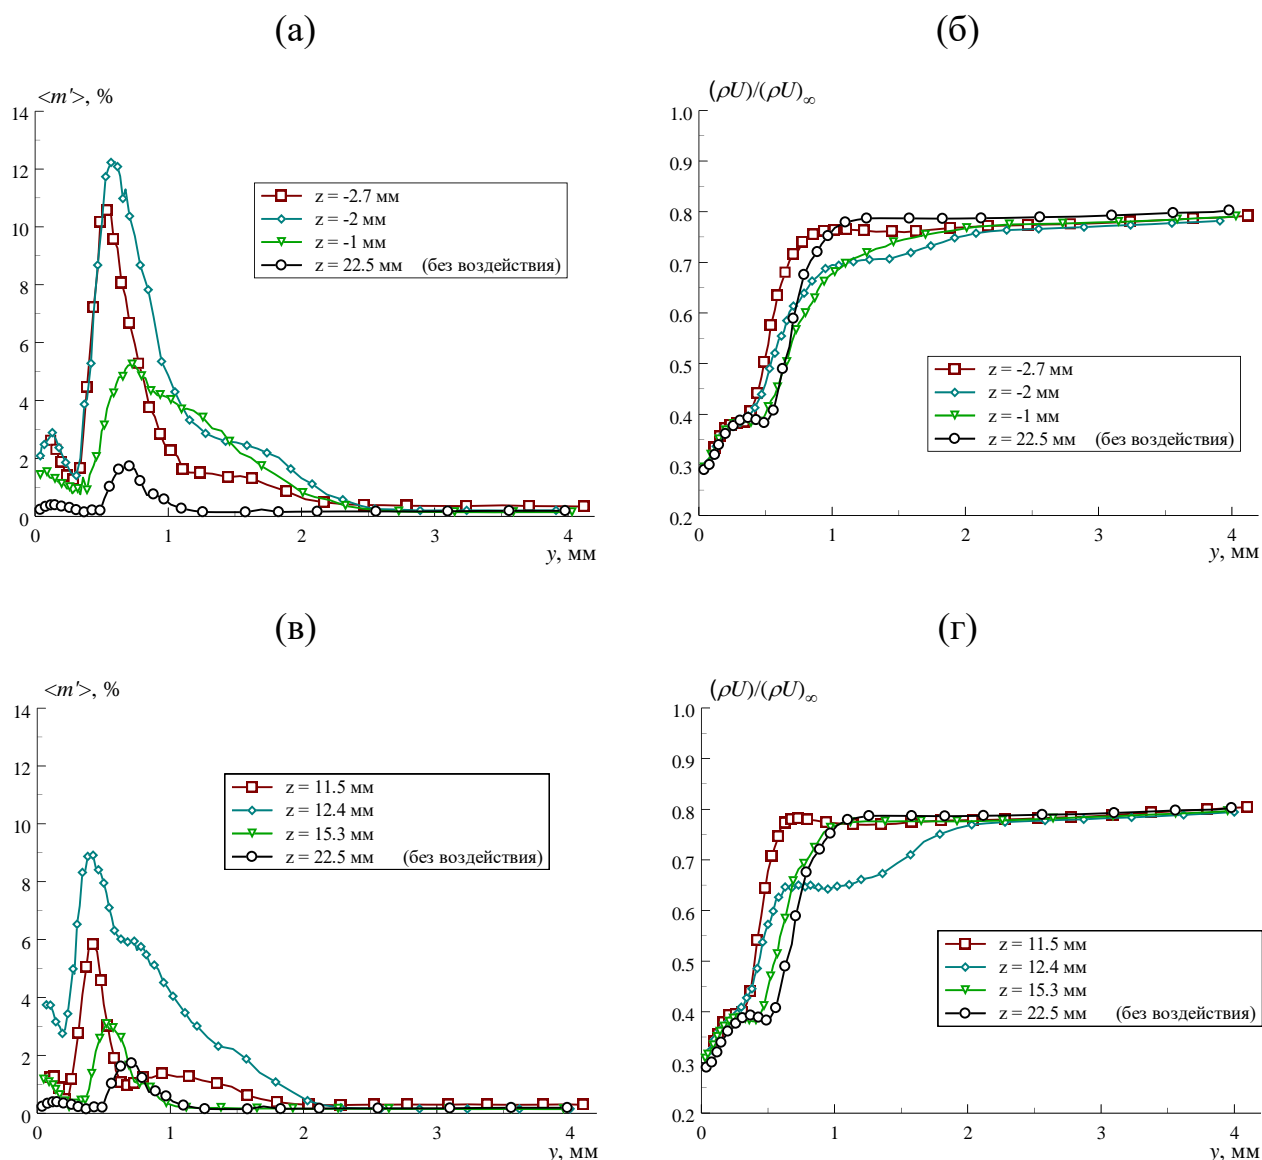 (а)
<m'>, %
14
12
10
8
6
4
2
0
z = -2.7 мм
z = -2 мм
z = -1 мм
z = 22.5 мм (без воздействия)
0 1 2 3 4
y, мм
(б)
(ρU)/(ρU)∞
1.0
0.9
0.8
0.7
0.6
0.5
0.4
0.3
0.2
z = -2.7 мм
z = -2 мм
z = -1 мм
z = 22.5 мм (без воздействия)
0 1 2 3 4
y, мм
(в)
<m'>, %
14
12
10
8
6
4
2
0
z = 11.5 мм
z = 12.4 мм
z = 15.3 мм
z = 22.5 мм (без воздействия)
0 1 2 3 4
y, мм
(г)
(ρU)/(ρU)∞
1.0
0.9
0.8
0.7
0.6
0.5
0.4
0.3
0.2
z = 11.5 мм
z = 12.4 мм
z = 15.3 мм
z = 22.5 мм (без воздействия)
0 1 2 3 4
y, мм